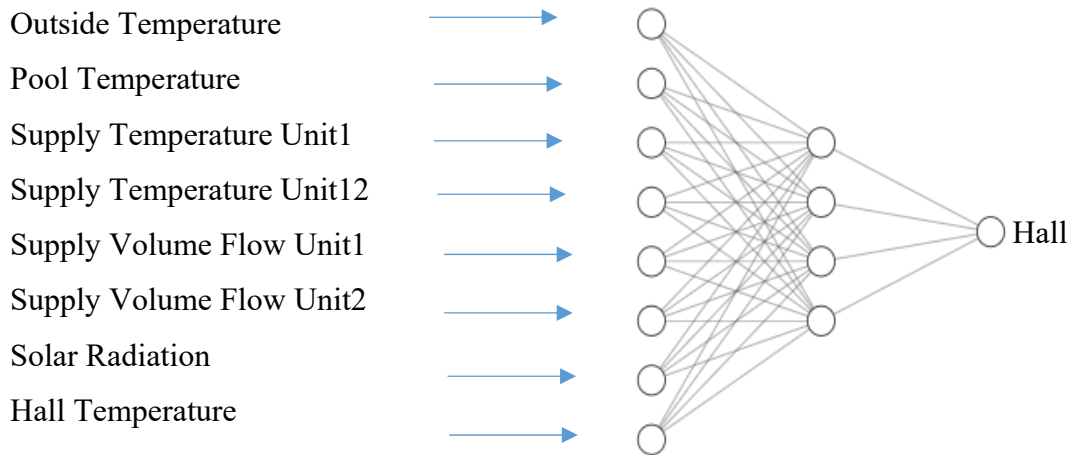 Outside Temperature
Pool Temperature
Supply Temperature Unit1
Supply Temperature Unit12
Supply Volume Flow Unit1
Hall
Supply Volume Flow Unit2
Solar Radiation
Hall Temperature